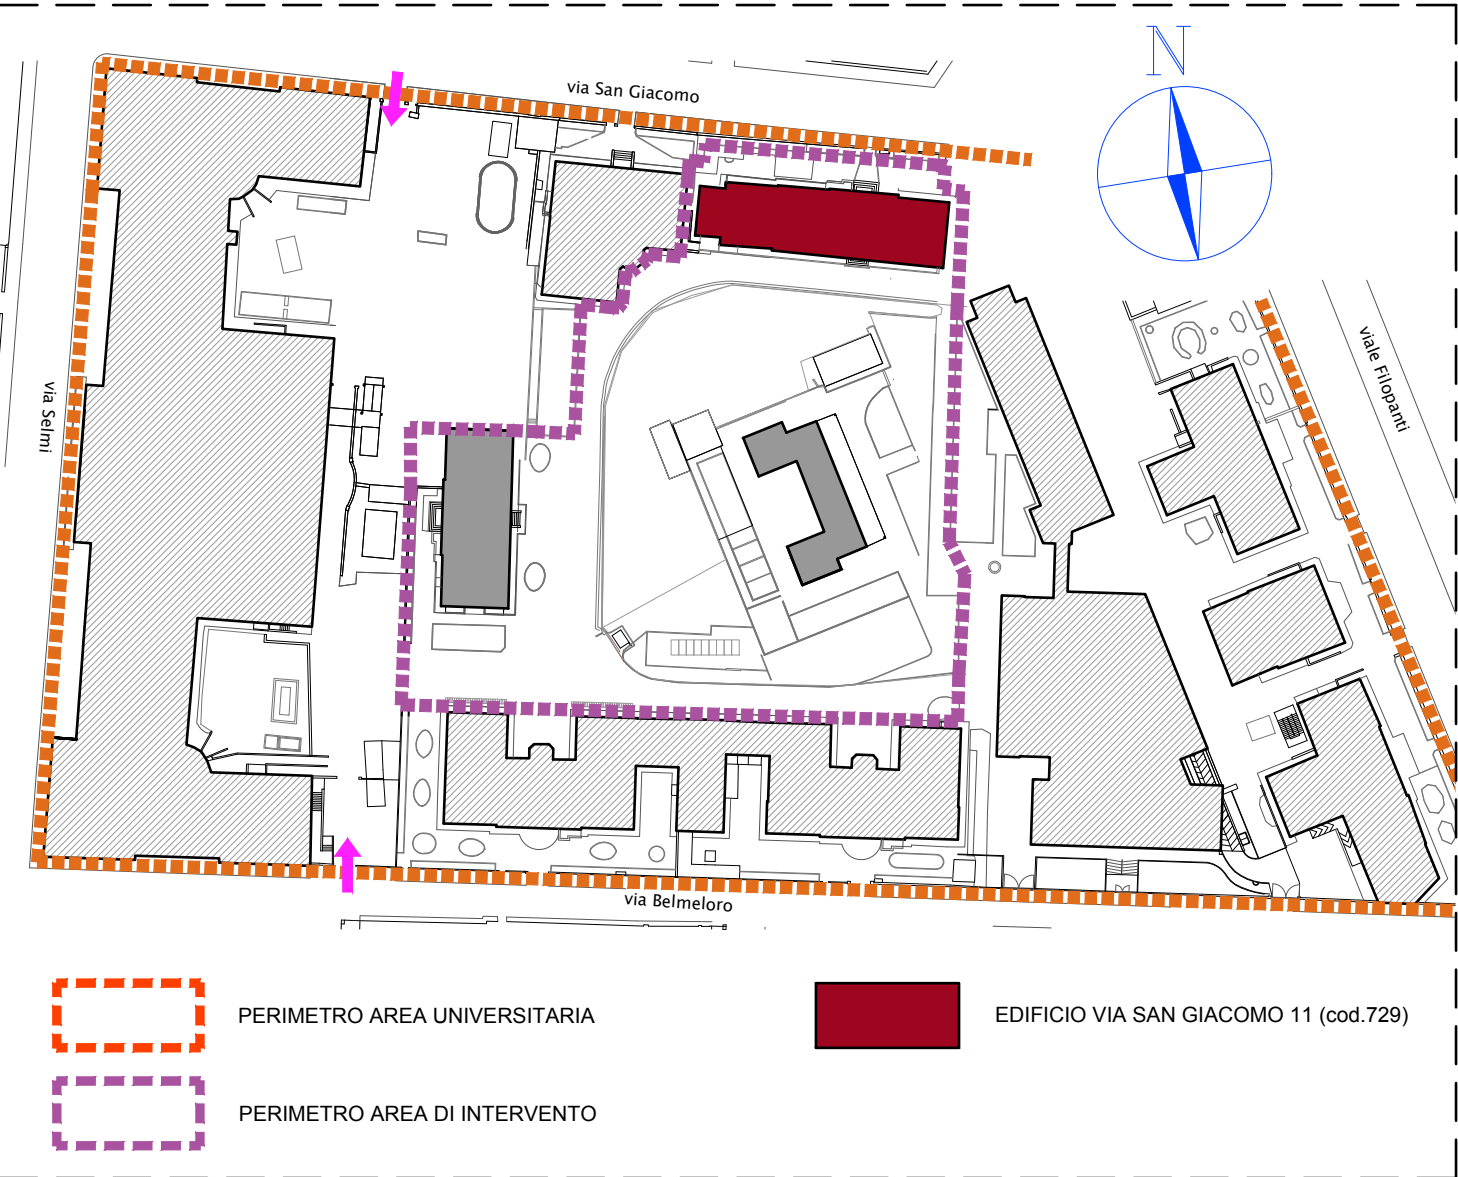 N
via San Giacomo
viale Filopanti
via Selmi
via Belmeloro
PERIMETRO AREA UNIVERSITARIA
EDIFICIO VIA SAN GIACOMO 11 (cod.729)
PERIMETRO AREA DI INTERVENTO